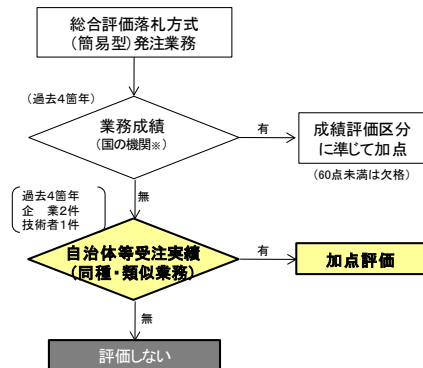 総合評価落札方式
(簡易型)発注業務
(過去4箇年)
業務成績
(国の機関※)
有
成績評価区分
に準じて加点
(60点未満は欠格)
無
過去4箇年
企　業2件
技術者1件
自治体等受注実績
(同種・類似業務)
有
加点評価
無
評価しない